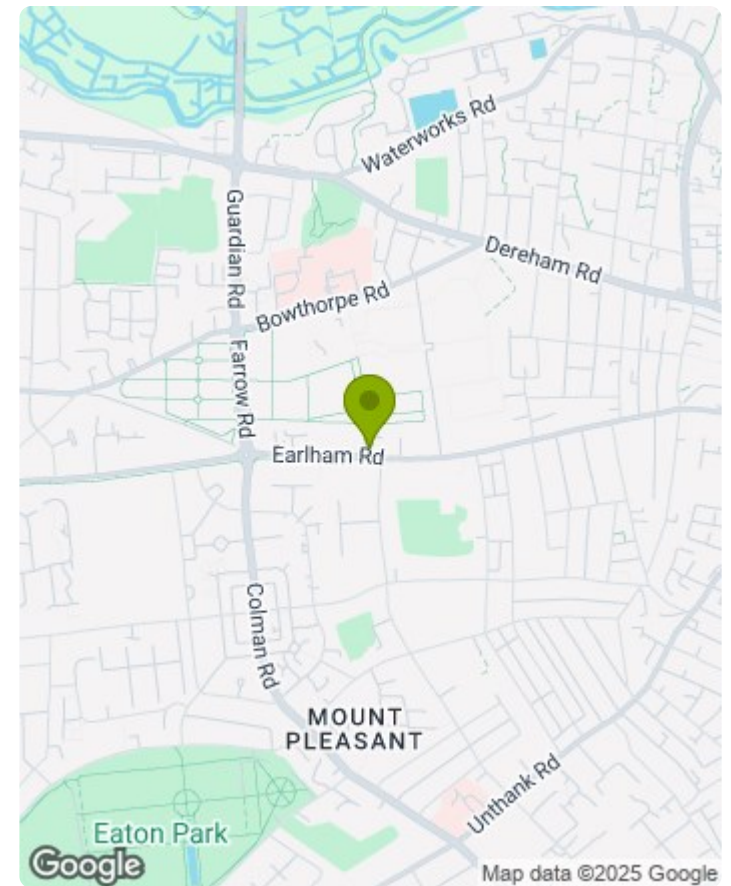 Waterworks Rd
Guardian Rd
Dereham Rd
Bowthorpe Rd
Farrow Rd
Earlham Rd
Colman Rd
MOUNT
PLEASANT
Unthank Rd
Eaton Park
Google
Map data ©2025 Google